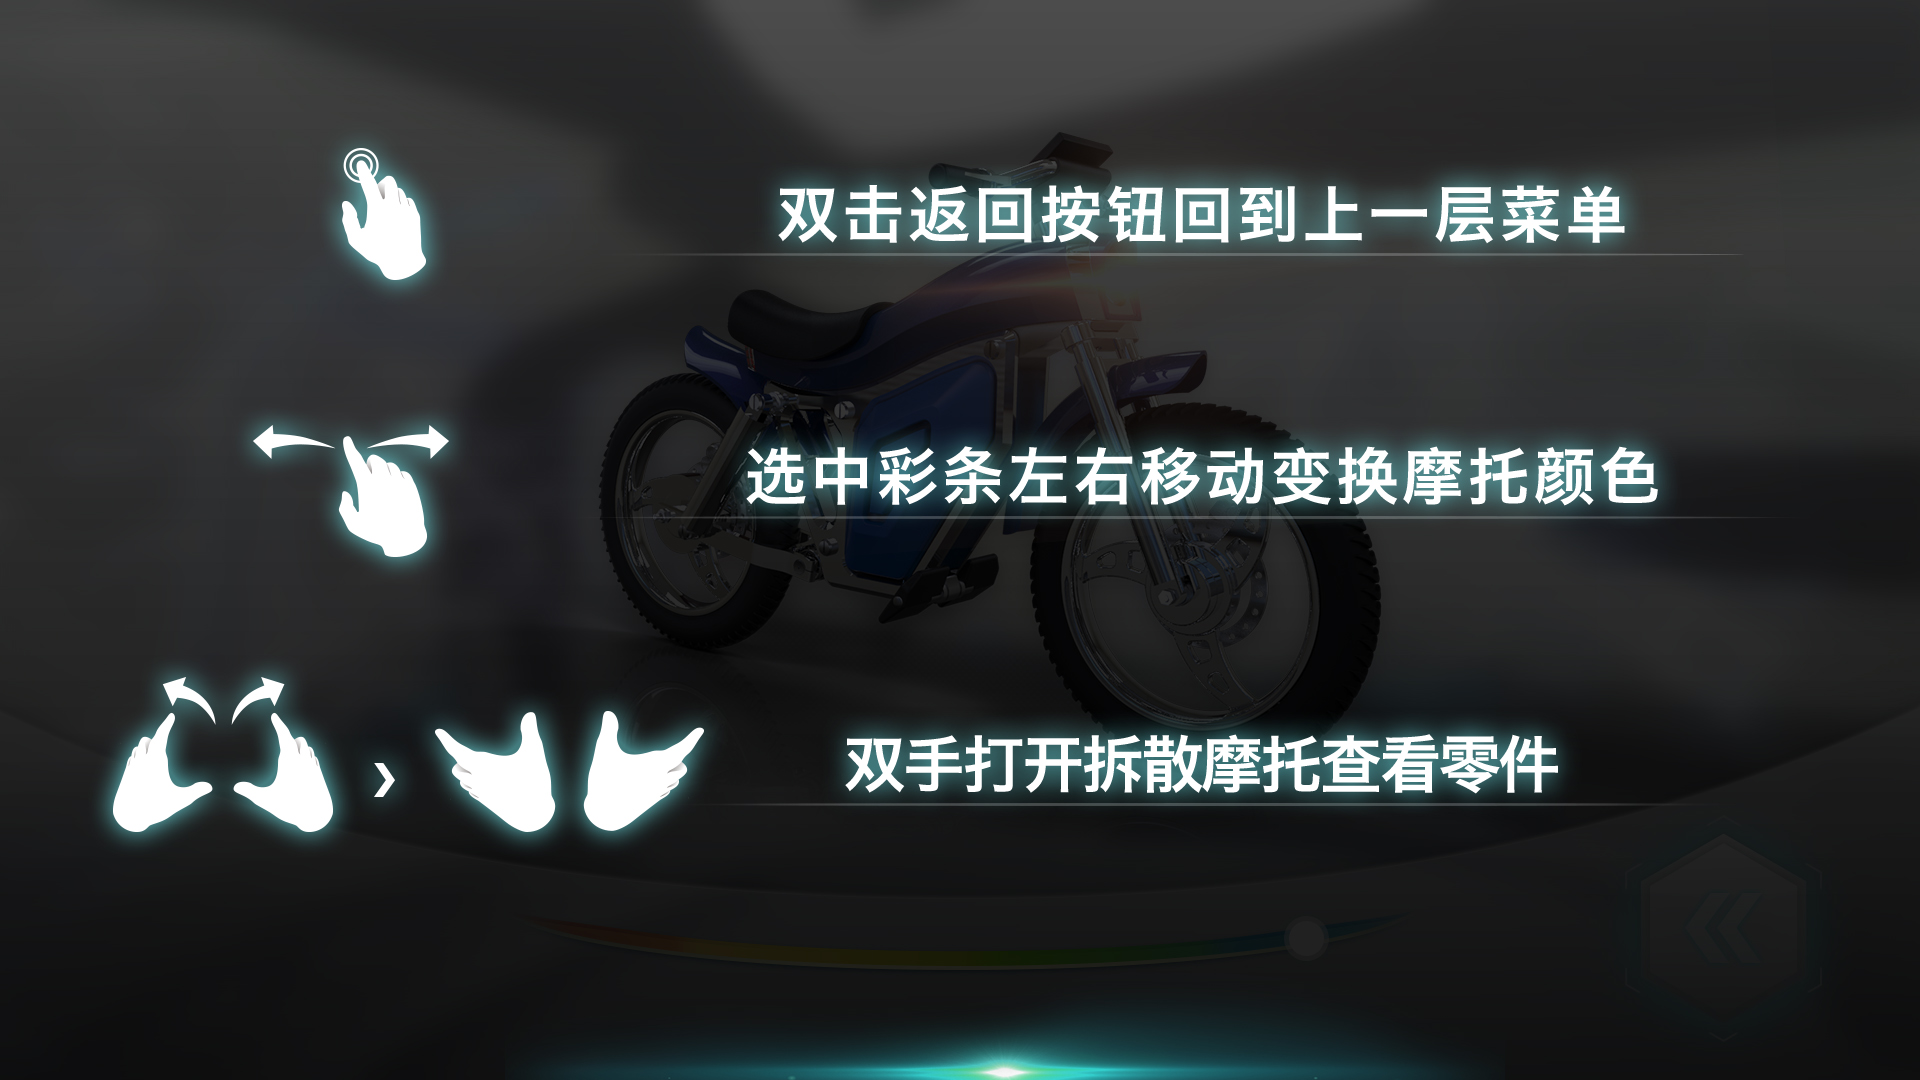 双击返回按钮回到上一层菜单
选中彩条左右移动变换摩托颜色
双手打开拆散摩托查看零件